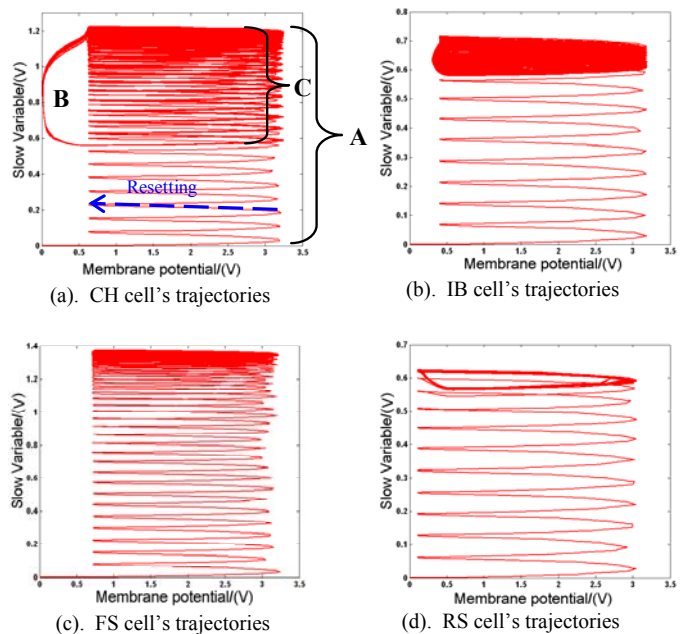 Slow Variable/(V)
1.2
1
0.8
0.6
0.4
0.2
0
B
C
A
Resetting
0 0.5 1 1.5 2 2.5 3 3.5
Membrane potential/(V)
(a). CH cell's trajectories
Slow Variable/(V)
0.8
0.7
0.6
0.5
0.4
0.3
0.2
0.1
0
0 0.5 1 1.5 2 2.5 3 3.5
Membrane potential/(V)
(b). IB cell's trajectories
Slow Variable/(V)
1.4
1.2
1
0.8
0.6
0.4
0.2
0
0 0.5 1 1.5 2 2.5 3 3.5
Membrane potential/(V)
(c). FS cell's trajectories
Slow Variable/(V)
0.7
0.6
0.5
0.4
0.3
0.2
0.1
0
0 0.5 1 1.5 2 2.5 3 3.5
Membrane potential/(V)
(d). RS cell's trajectories